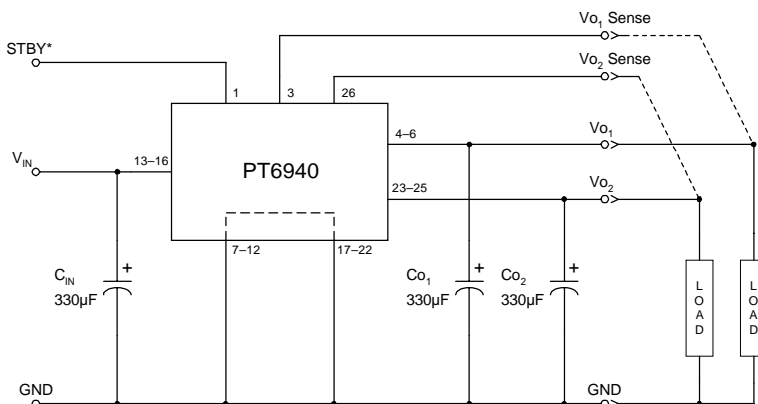 Vo1 Sense
STBY*
Vo2 Sense
1
3
26
4–6
Vo1
VIN
13–16
PT6940
23–25
Vo2
7–12
17–22
CIN
+
330µF
Co1
+
330µF
Co2
+
330µF
LOAD
LOAD
GND
GND